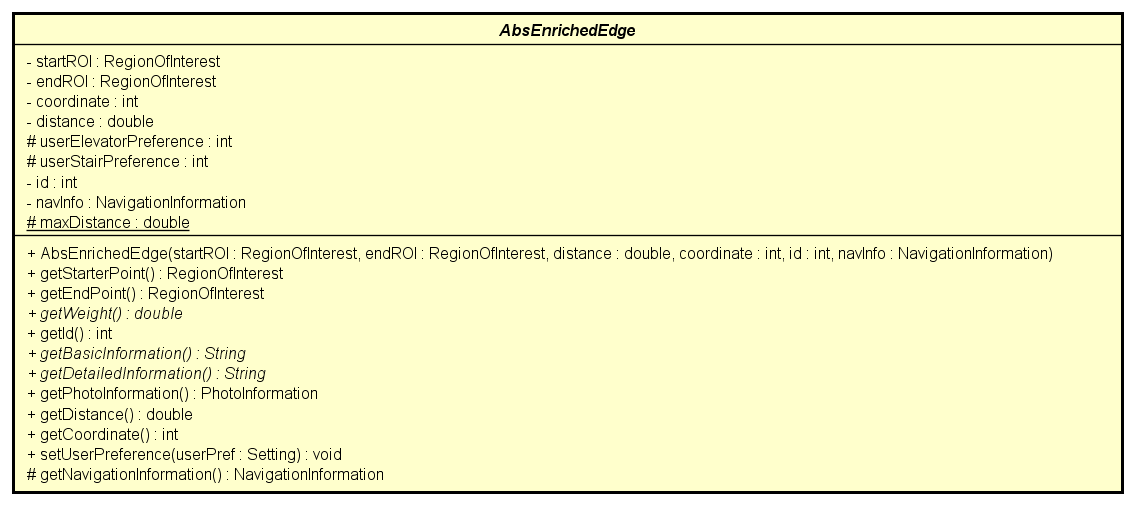 AbsEnrichedEdge
- startROI : RegionOfInterest
- endROI : RegionOfInterest
- coordinate : int
- distance : double
# userElevatorPreference : int
# userStairPreference : int
- id : int
- navInfo : NavigationInformation
# maxDistance : double
+ AbsEnrichedEdge(startROI : RegionOfInterest, endROI : RegionOfInterest, distance : double, coordinate : int, id : int, navInfo : NavigationInformation)
+ getStarterPoint() : RegionOfInterest
+ getEndPoint() : RegionOfInterest
+ getWeight() : double
+ getId() : int
+ getBasicInformation() : String
+ getDetailedInformation() : String
+ getPhotoInformation() : PhotoInformation
+ getDistance() : double
+ getCoordinate() : int
+ setUserPreference(userPref : Setting) : void
# getNavigationInformation() : NavigationInformation